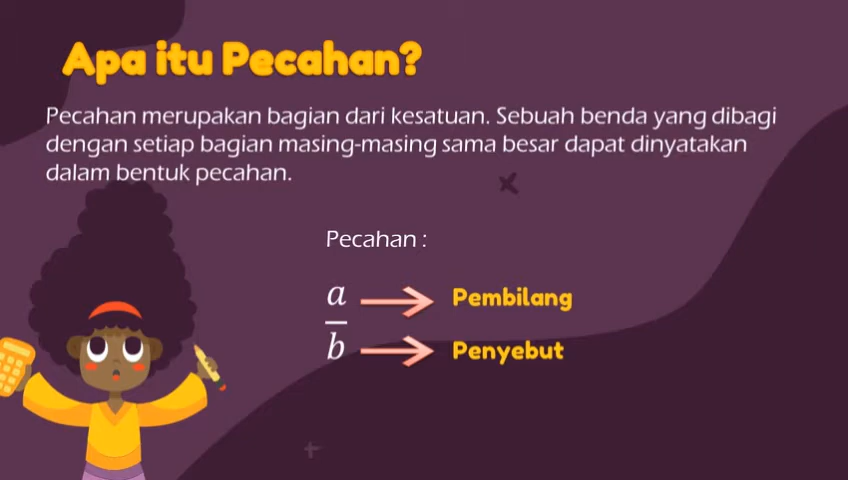 Apa itu Pecahan?
Pecahan merupakan bagian dari kesatuan. Sebuah benda yang dibagi
dengan setiap bagian masing-masing sama besar dapat dinyatakan
dalam bentuk pecahan.
Pecahan :
a Pembilang
b Penyebut